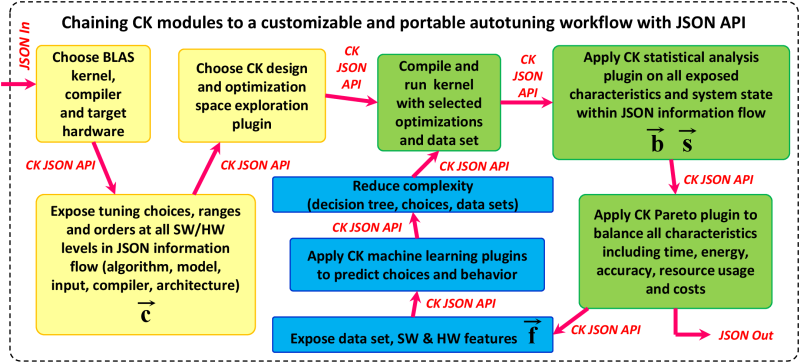 Chaining CK modules to a customizable and portable autotuning workflow with JSON API
JSON In
Choose BLAS
kernel,
compiler
and target
hardware
CK JSON API
Expose tuning choices, ranges
and orders at all SW/HW
levels in JSON information
flow (algorithm, model,
input, compiler, architecture)
c
CK JSON API
Choose CK design
and optimization
space exploration
plugin
CK
JSON
API
Compile and
run kernel
with selected
optimizations
and data set
CK
JSON
API
Apply CK statistical analysis
plugin on all exposed
characteristics and system state
within JSON information flow
b s
CK JSON API
Apply CK Pareto plugin to
balance all characteristics
including time, energy,
accuracy, resource usage
and costs
JSON Out
CK JSON API
Expose data set, SW & HW features f
CK JSON API
Apply CK machine learning plugins
to predict choices and behavior
CK JSON API
Reduce complexity
(decision tree, choices, data sets)
CK JSON API